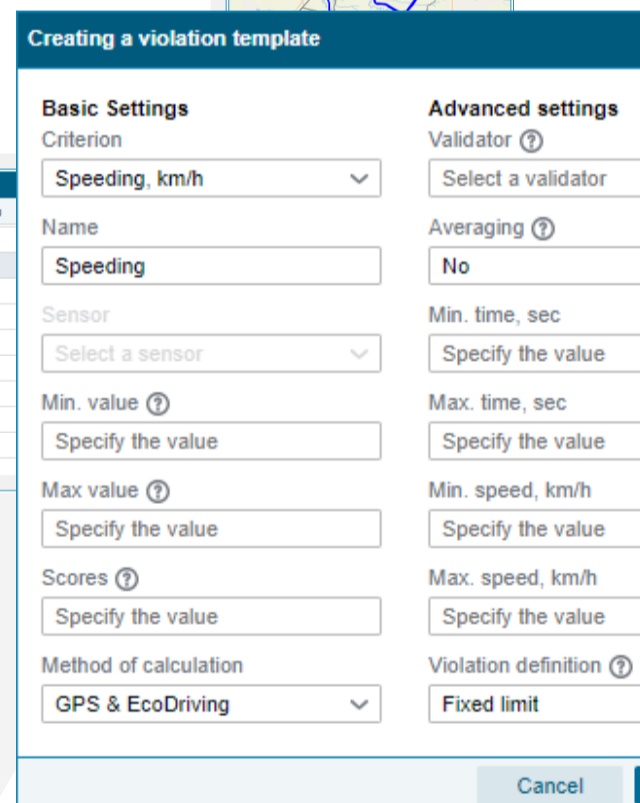 Creating a violation template
Basic Settings
Criterion
Speeding, km/h
Name
Speeding
Sensor
Select a sensor
Min. value ?
Specify the value
Max value ?
Specify the value
Scores ?
Specify the value
Method of calculation
GPS & EcoDriving
Advanced settings
Validator ?
Select a validator
Averaging ?
No
Min. time, sec
Specify the value
Max. time, sec
Specify the value
Min. speed, km/h
Specify the value
Max. speed, km/h
Specify the value
Violation definition ?
Fixed limit
Cancel